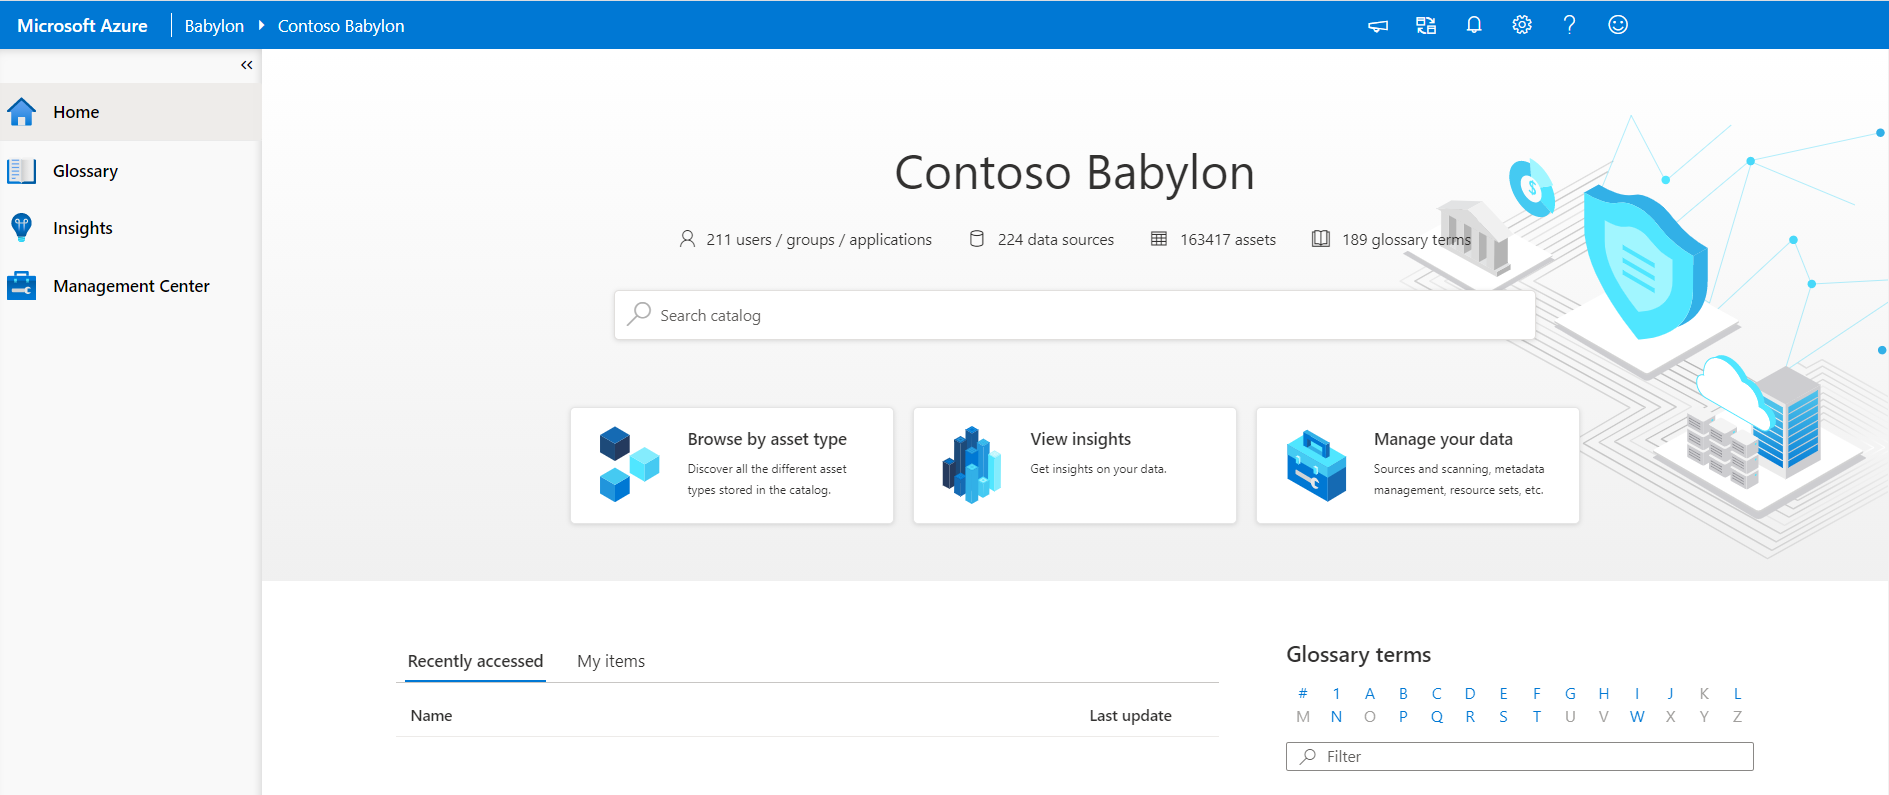 Microsoft Azure Babylon Contoso Babylon
Home
Glossary
Insights
Management Center
Contoso Babylon
211 users / groups / applications 224 data sources 163417 assets 189 glossary terms
Search catalog
Browse by asset type
Discover all the different asset
types stored in the catalog.
View insights
Get insights on your data.
Manage your data
Sources and scanning, metadata
management, resource sets, etc.
Recently accessed My items
Name Last update
Glossary terms
# 1 A B C D E F G H I J K L
M N O P Q R S T U V W X Y Z
Filter